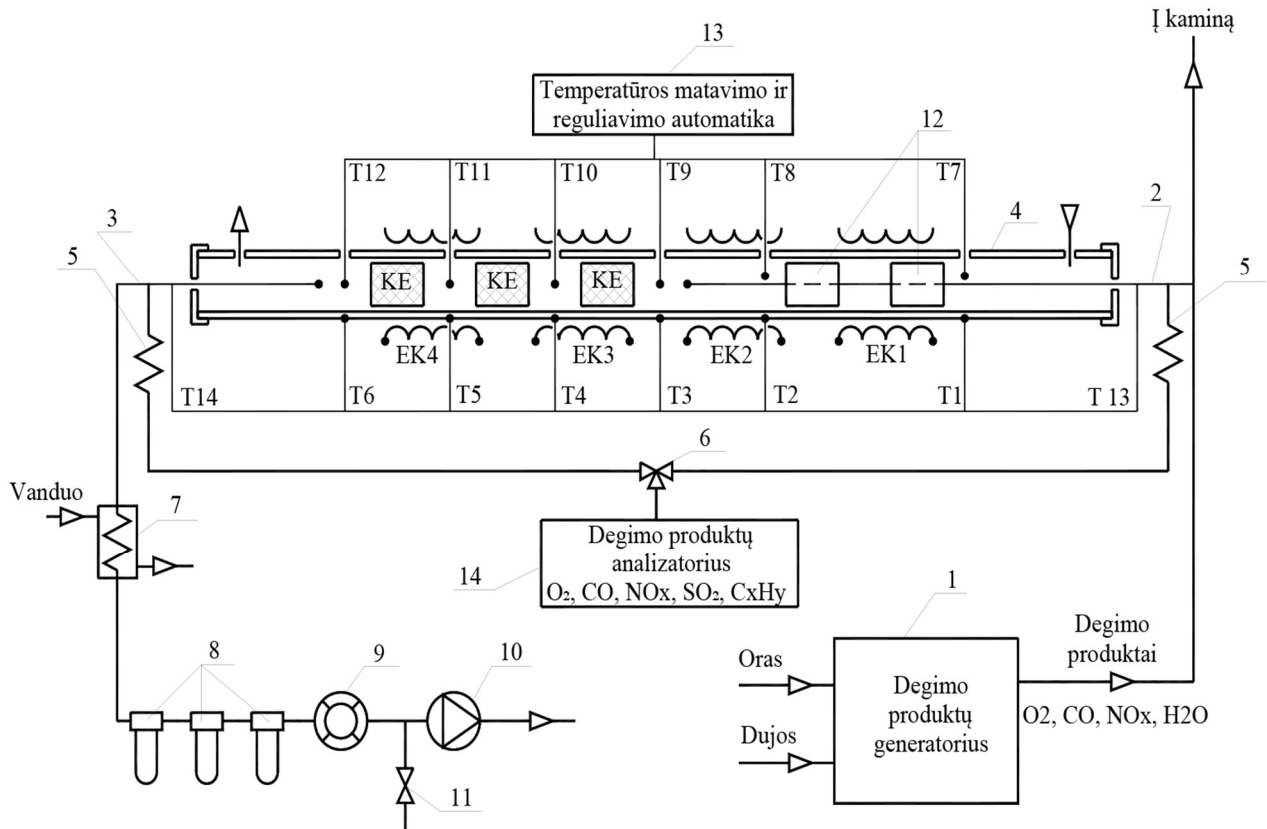 Į kaminą
13
Temperatūros matavimo ir
reguliavimo automatika
12
T12
T11
T10
T9
T8
T7
3
4
2
5
5
KE
KE
KE
EK4
EK3
EK2
EK1
T14
T6
T5
T4
T3
T2
T1
T 13
6
Vanduo
7
Degimo produktų
analizatorius
O₂, CO, NOx, SO₂, CxHy
14
1
Degimo
produktai
8
9
10
Oras
Degimo
produktų
generatorius
O2, CO, NOx, H2O
Dujos
11